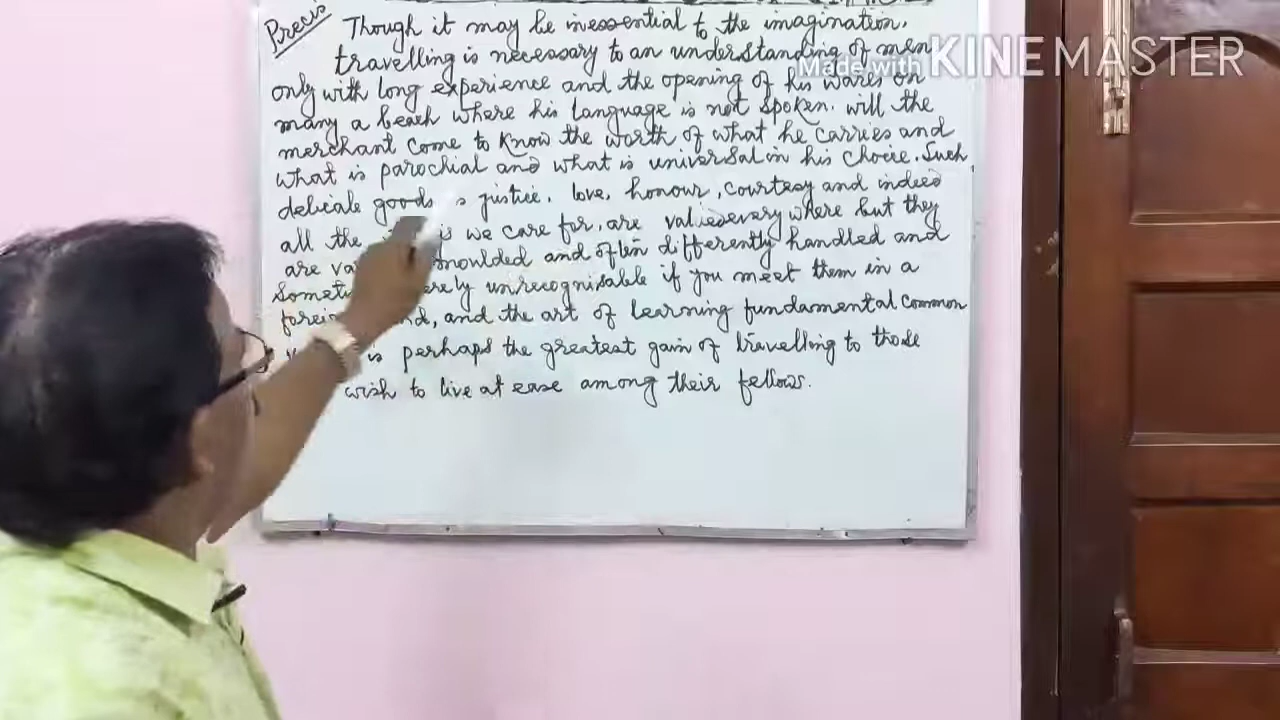 Precis
Though it may be inessential to the imagination.
travelling is necessary to an understanding of men
only with long experience and the opening of his wares on
many a beach where his language is not spoken. will the
merchant come to know the worth of what he carries and
what is parochial and what is universal in his choice. Such
delicate goods s justice. love. honour, courtesy and indeed
all the is we care for, are valied every where but they
are va moulded and often differently handled and
Someti rely unrecognisable if you meet them in a
forei nd, and the art of learning fundamental common
is perhaps the greatest gain of travelling to those
wish to live at ease among their fellows.
Made with KINEMASTER